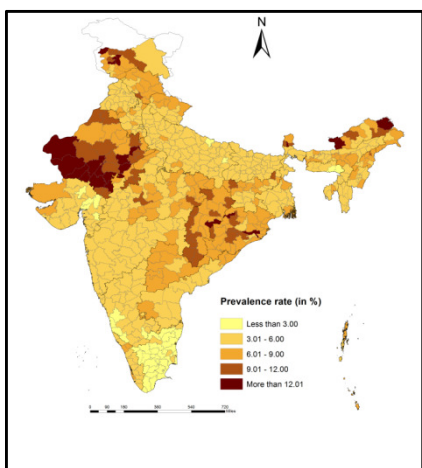 N
Prevalence rate (in %)
Less than 3.00
3.01 - 6.00
6.01 - 9.00
9.01 - 12.00
More than 12.01